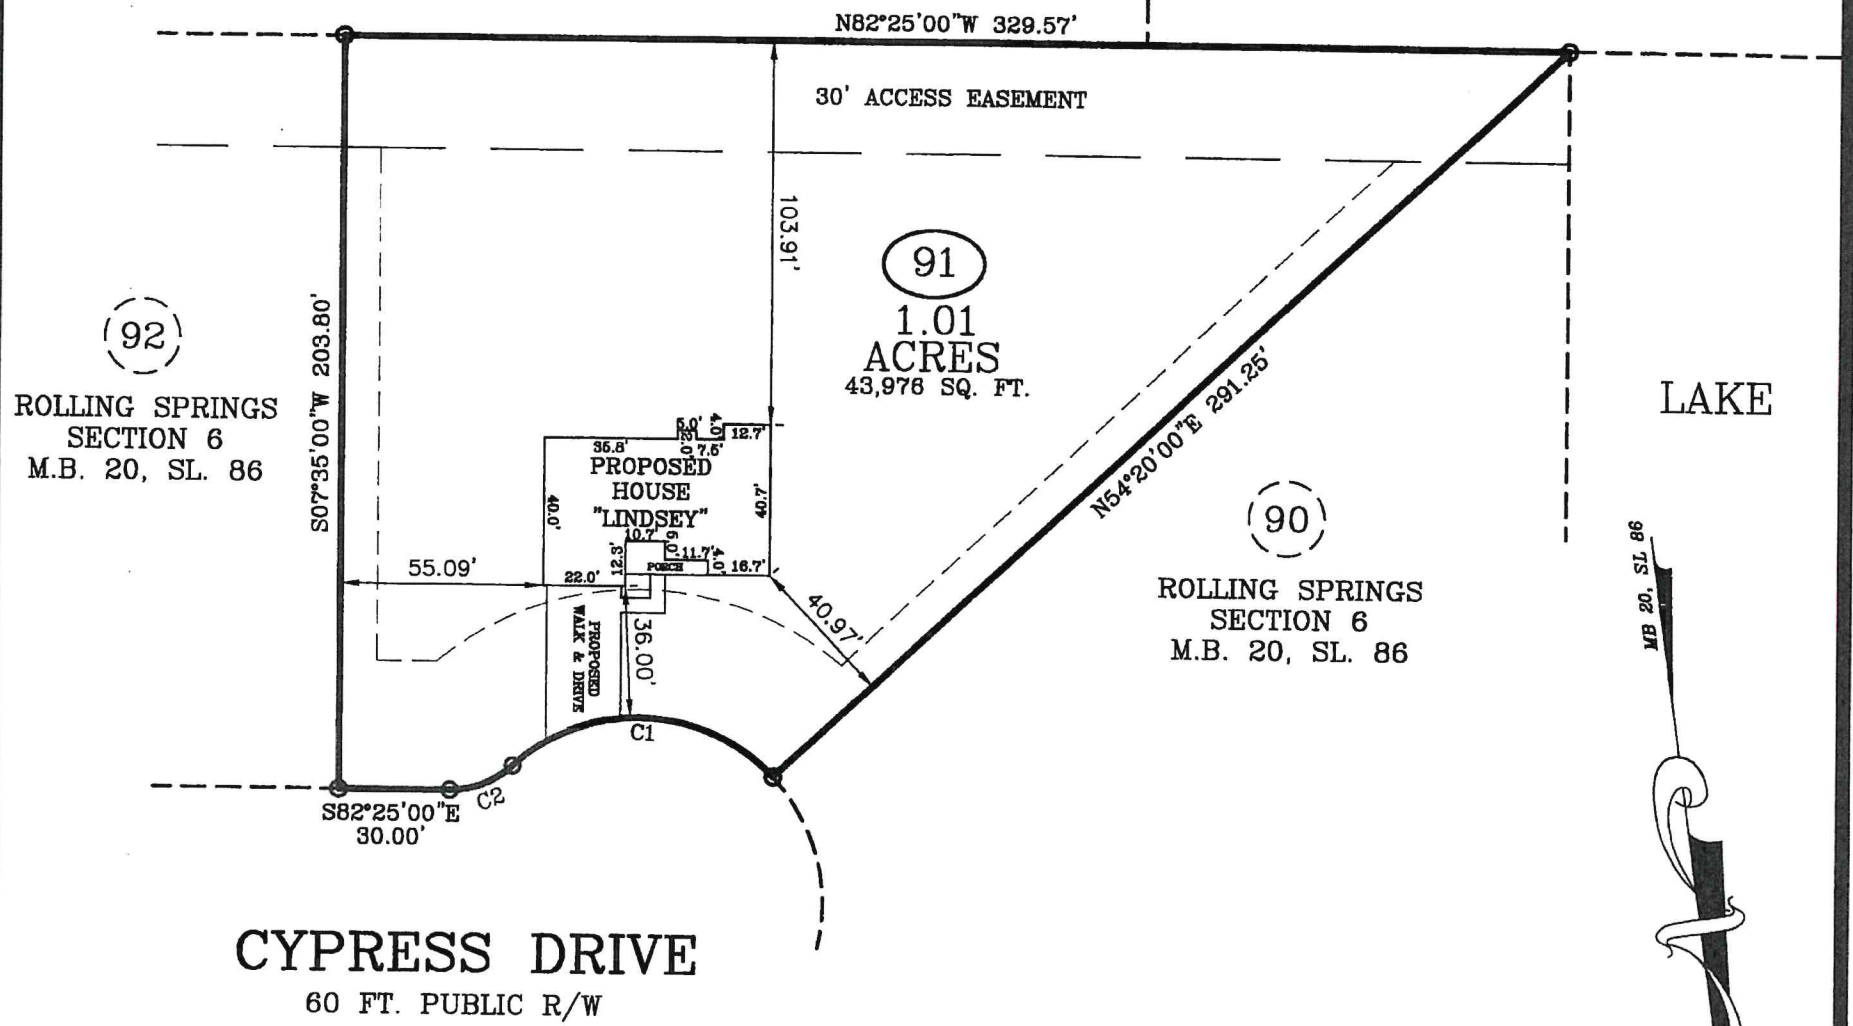 N82°25'00"W 329.57'
30' ACCESS EASEMENT
103.91'
91
1.01
ACRES
43,976 SQ. FT.
92
ROLLING SPRINGS
SECTION 6
M.B. 20, SL. 86
S07°35'00"W 203.80'
LAKE
N54°20'00"E 291.25'
5.0'
4.0'
12.7'
35.8'
2.0'
7.5'
PROPOSED
HOUSE
"LINDSEY"
40.0'
40.7'
10.7'
6.0'
12.3'
11.7'
4.0'
PORCH
16.7'
22.0'
55.09'
40.97'
36.00'
PROPOSED
WALK & DRIVE
90
ROLLING SPRINGS
SECTION 6
M.B. 20, SL. 86
MB 20, SL 86
C1
C2
S82°25'00"E
30.00'
CYPRESS DRIVE
60 FT. PUBLIC R/W